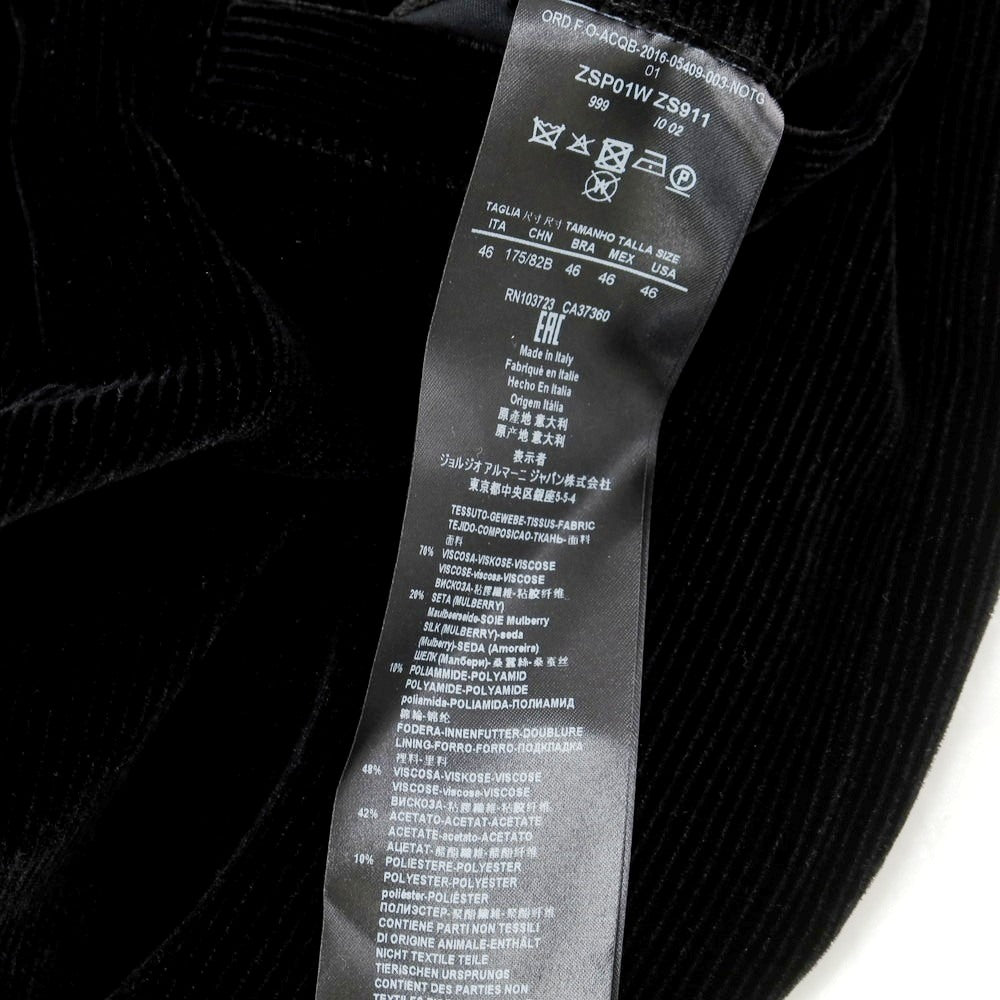 ORD.F.O-ACQB-2016-05409-003-NOTG
01
ZSP01W ZS911
999 10 02
TAGLIA 尺寸 尺寸 TAMANHO TALLA SIZE
ITA CHN BRA MEX USA
46 175/82B 46 46 46
RN103723 CA37360
EAC
Made in Italy
Fabriqué en Italie
Hecho En Italia
Origem Itália
原產地 意大利
原产地 意大利
表示者
ジョルジオ アルマーニ ジャパン株式会社
東京都中央区銀座5-5-4
TESSUTO-GEWEBE-TISSUS-FABRIC
TEJIDO-COMPOSICAO-ТКАНЬ-面料
面料
70% VISCOSA-VISKOSE-VISCOSE
VISCOSE-viscosa-VISCOSE
ВИСКОЗА-粘膠纖維-粘胶纤维
20% SETA (MULBERRY)
Maulbeerseide-SOIE Mulberry
SILK (MULBERRY)-seda
(Mulberry)-SEDA (Amoreira)
ШЕЛК (Малбери)-桑蠶絲-桑蚕丝
10% POLIAMMIDE-POLYAMID
POLYAMIDE-POLYAMIDE
poliamida-POLIAMIDA-ПОЛИАМИД
錦綸-锦纶
FODERA-INNENFUTTER-DOUBLURE
LINING-FORRO-FORRO-ПОДКЛАДКА
裡料-里料
48% VISCOSA-VISKOSE-VISCOSE
VISCOSE-viscosa-VISCOSE
ВИСКОЗА-粘膠纖維-粘胶纤维
42% ACETATO-ACETAT-ACETATE
ACETATE-acetato-ACETATO
АЦЕТАТ-醋酯纖維-醋酯纤维
10% POLIESTERE-POLYESTER
POLYESTER-POLYESTER
poliéster-POLIÉSTER
ПОЛИЭСТЕР-聚酯纖維-聚酯纤维
CONTIENE PARTI NON TESSILI
DI ORIGINE ANIMALE-ENTHÄLT
NICHT TEXTILE TEILE
TIERISCHEN URSPRUNGS
CONTIENT DES PARTIES NON